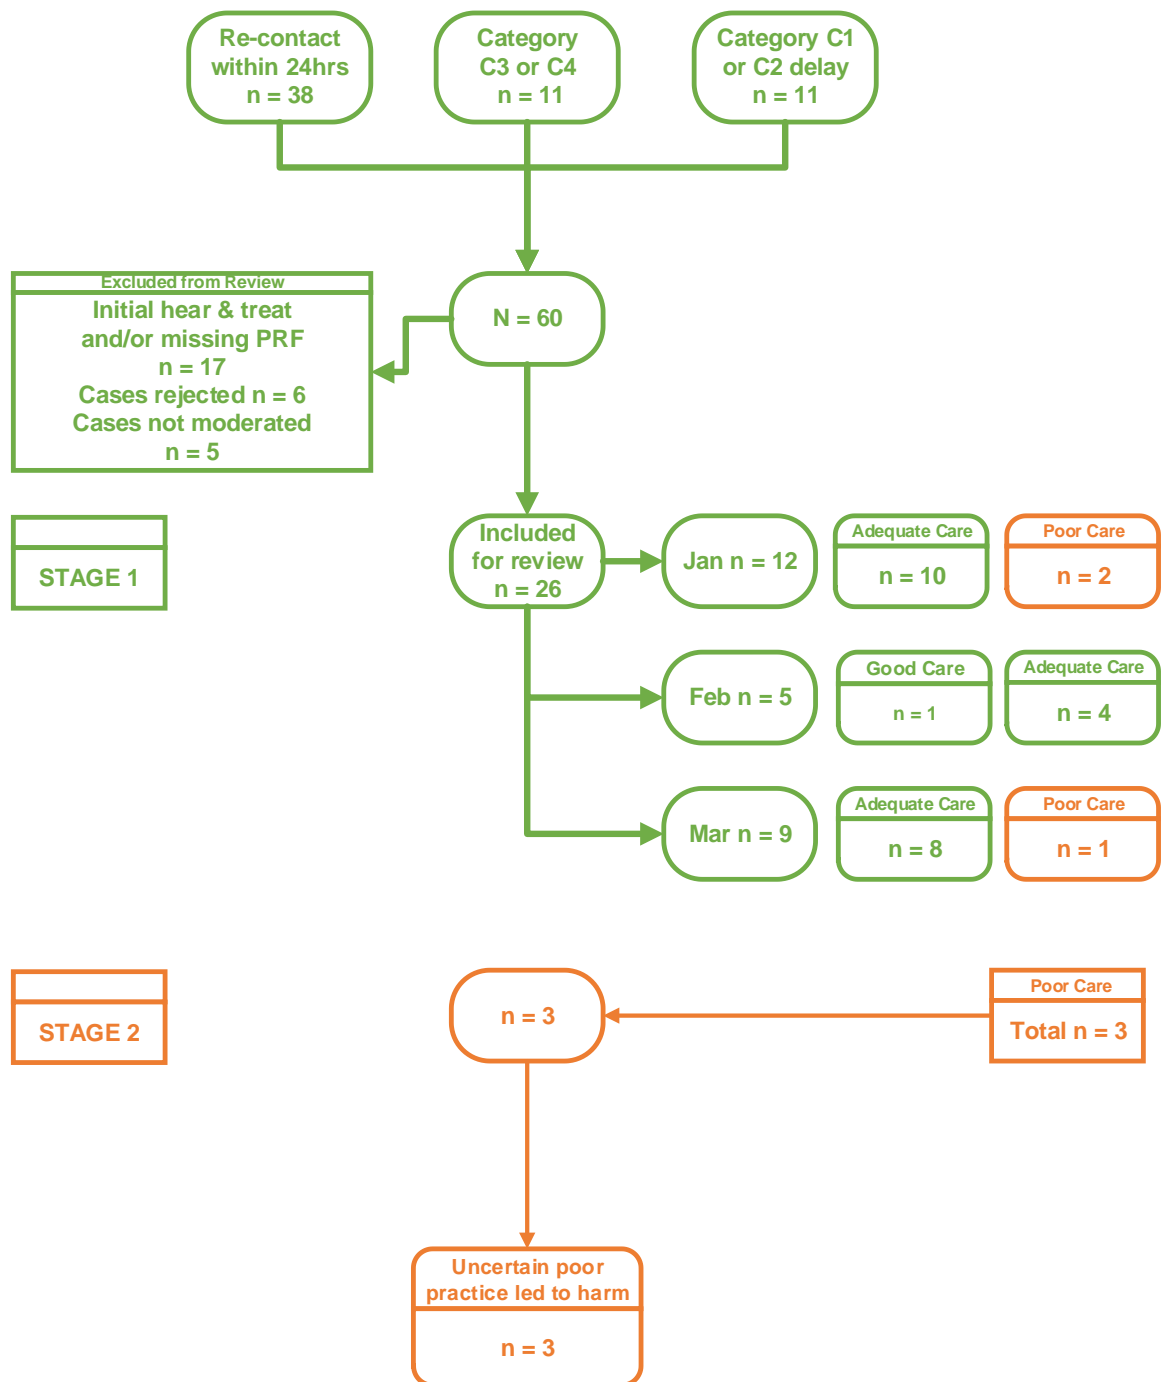 Re-contact
within 24hrs
n = 38
Category
C3 or C4
n = 11
Category C1
or C2 delay
n = 11
N = 60
Excluded from Review
Initial hear & treat
and/or missing PRF
n = 17
Cases rejected n = 6
Cases not moderated
n = 5
STAGE 1
Included
for review
n = 26
Jan n = 12
Adequate Care
n = 10
Poor Care
n = 2
Feb n = 5
Good Care
n = 1
Adequate Care
n = 4
Mar n = 9
Adequate Care
n = 8
Poor Care
n = 1
STAGE 2
n = 3
Poor Care
Total n = 3
Uncertain poor
practice led to harm
n = 3